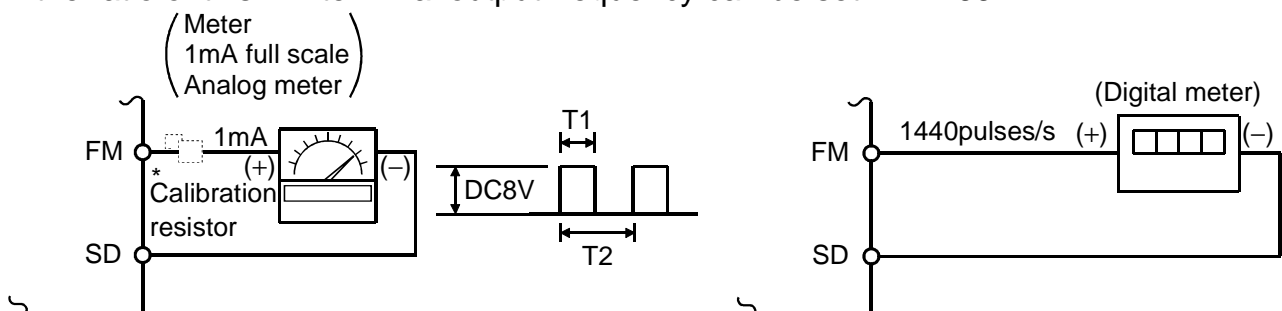 Meter
1mA full scale
Analog meter
FM
1mA
(+)
(−)
*
Calibration
resistor
SD
T1
DC8V
T2
(Digital meter)
1440pulses/s
(+)
(−)
FM
SD